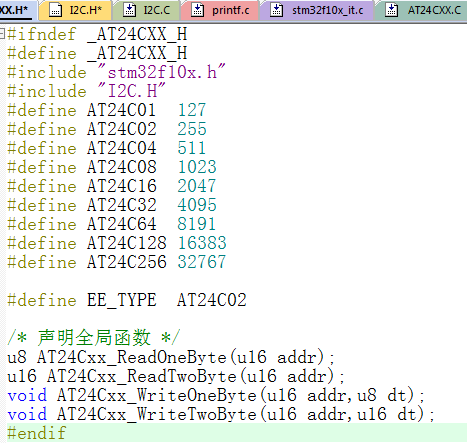 XX.H* I2C.H* I2C.C printf.c stm32f10x_it.c AT24CXX.C
#ifndef _AT24CXX_H
#define _AT24CXX_H
#include "stm32f10x.h"
#include "I2C.H"
#define AT24C01 127
#define AT24C02 255
#define AT24C04 511
#define AT24C08 1023
#define AT24C16 2047
#define AT24C32 4095
#define AT24C64 8191
#define AT24C128 16383
#define AT24C256 32767
#define EE_TYPE AT24C02
/* 声明全局函数 */
u8 AT24Cxx_ReadOneByte(u16 addr);
u16 AT24Cxx_ReadTwoByte(u16 addr);
void AT24Cxx_WriteOneByte(u16 addr,u8 dt);
void AT24Cxx_WriteTwoByte(u16 addr,u16 dt);
#endif